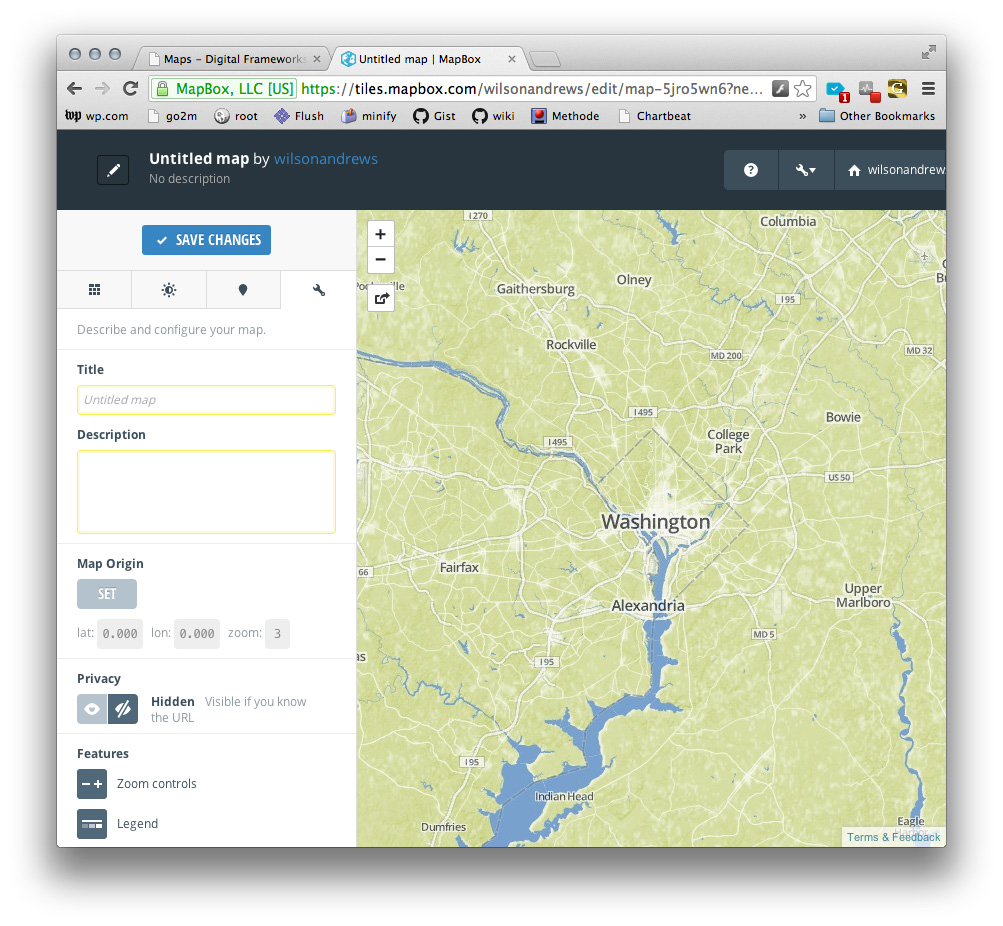 Maps – Digital Frameworks
Untitled map | MapBox
MapBox, LLC [US] https://tiles.mapbox.com/wilsonandrews/edit/map-5jro5wn6?ne...
wp wp.com go2m root Flush minify Gist wiki Methode Chartbeat » Other Bookmarks
1
Untitled map by wilsonandrews
No description
? wilsonandrew
SAVE CHANGES
Describe and configure your map.
Title
Untitled map
Description
Map Origin
SET
lat: 0.000 lon: 0.000 zoom: 3
Privacy
Hidden Visible if you know
the URL
Features
Zoom controls
Legend
I 270
Columbia
Olney
Gaithersburg
I 95
Rockville
MD 200
MD 32
I 495
Bowie
College
Park
I 495
US 50
Washington
66
Fairfax
Upper
Marlboro
Alexandria
MD 5
as
I 95
I 95
Indian Head
Dumfries
Eagle
Harbor
Terms & Feedback